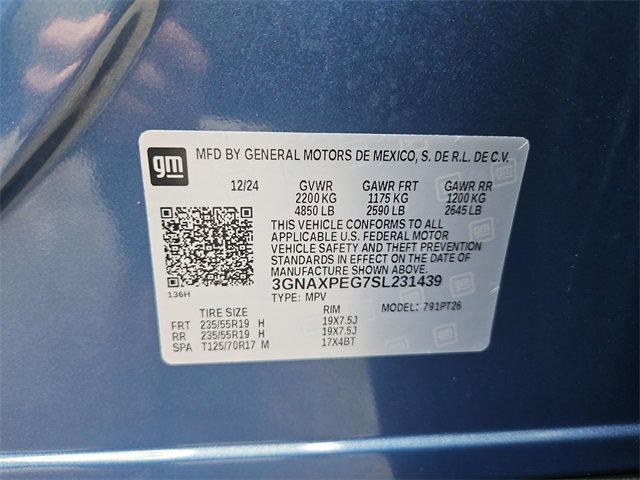 gm
MFD BY GENERAL MOTORS DE MEXICO, S. DE R.L. DE C.V.
12/24 GVWR GAWR FRT GAWR RR
2200 KG 1175 KG 1200 KG
4850 LB 2590 LB 2645 LB
THIS VEHICLE CONFORMS TO ALL
APPLICABLE U.S. FEDERAL MOTOR
VEHICLE SAFETY AND THEFT PREVENTION
STANDARDS IN EFFECT ON THE DATE OF
MANUFACTURE SHOWN ABOVE.
136H 3GNAXPEG7SL231439
TYPE: MPV MODEL: 791PT26
TIRE SIZE RIM
FRT 235/55R19 H 19X7.5J
RR 235/55R19 H 19X7.5J
SPA T125/70R17 M 17X4BT